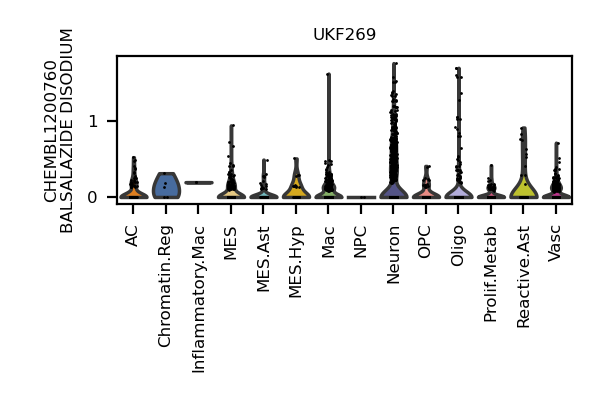 UKF269
CHEMBL1200760
BALSALAZIDE DISODIUM
1
0
AC
Chromatin.Reg
Inflammatory.Mac
MES
MES.Ast
MES.Hyp
Mac
NPC
Neuron
OPC
Oligo
Prolif.Metab
Reactive.Ast
Vasc